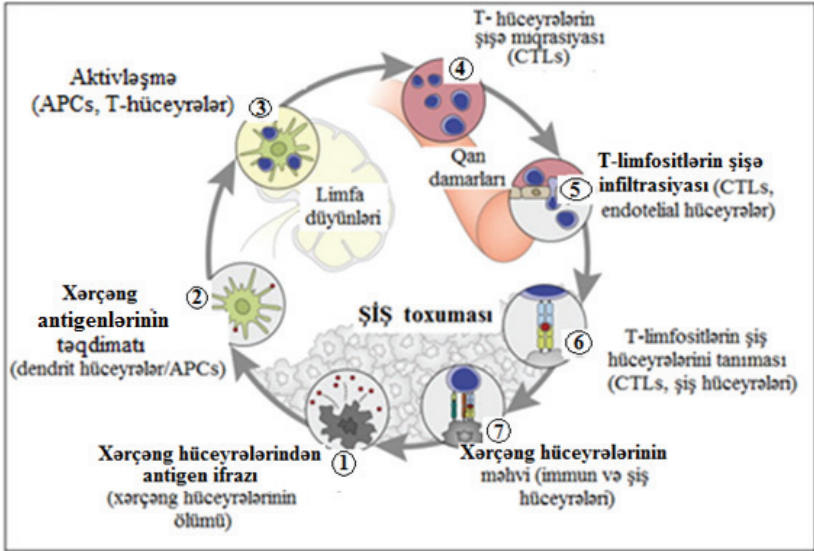 T- hüceyrələrin
şişə miqrasiyası
(CTLs)
4
Aktivləşmə
(APCs, T-hüceyrələr)
3
Qan
damarları
5
T-limfositlərin şişə
infiltrasiyası (CTLs,
endotelial hüceyrələr)
Limfa
düyünləri
2
Xərçəng
antigenlərinin
təqdimatı
(dendrit hüceyrələr/APCs)
ŞİŞ toxuması
6
T-limfositlərin şiş
hüceyrələrini tanıması
(CTLs, şiş hüceyrələri)
7
Xərçəng hüceyrələrinin
məhvi (immun və şiş
hüceyrələri)
1
Xərçəng hüceyrələrindən
antigen ifrazı
(xərçəng hüceyrələrinin
ölümü)